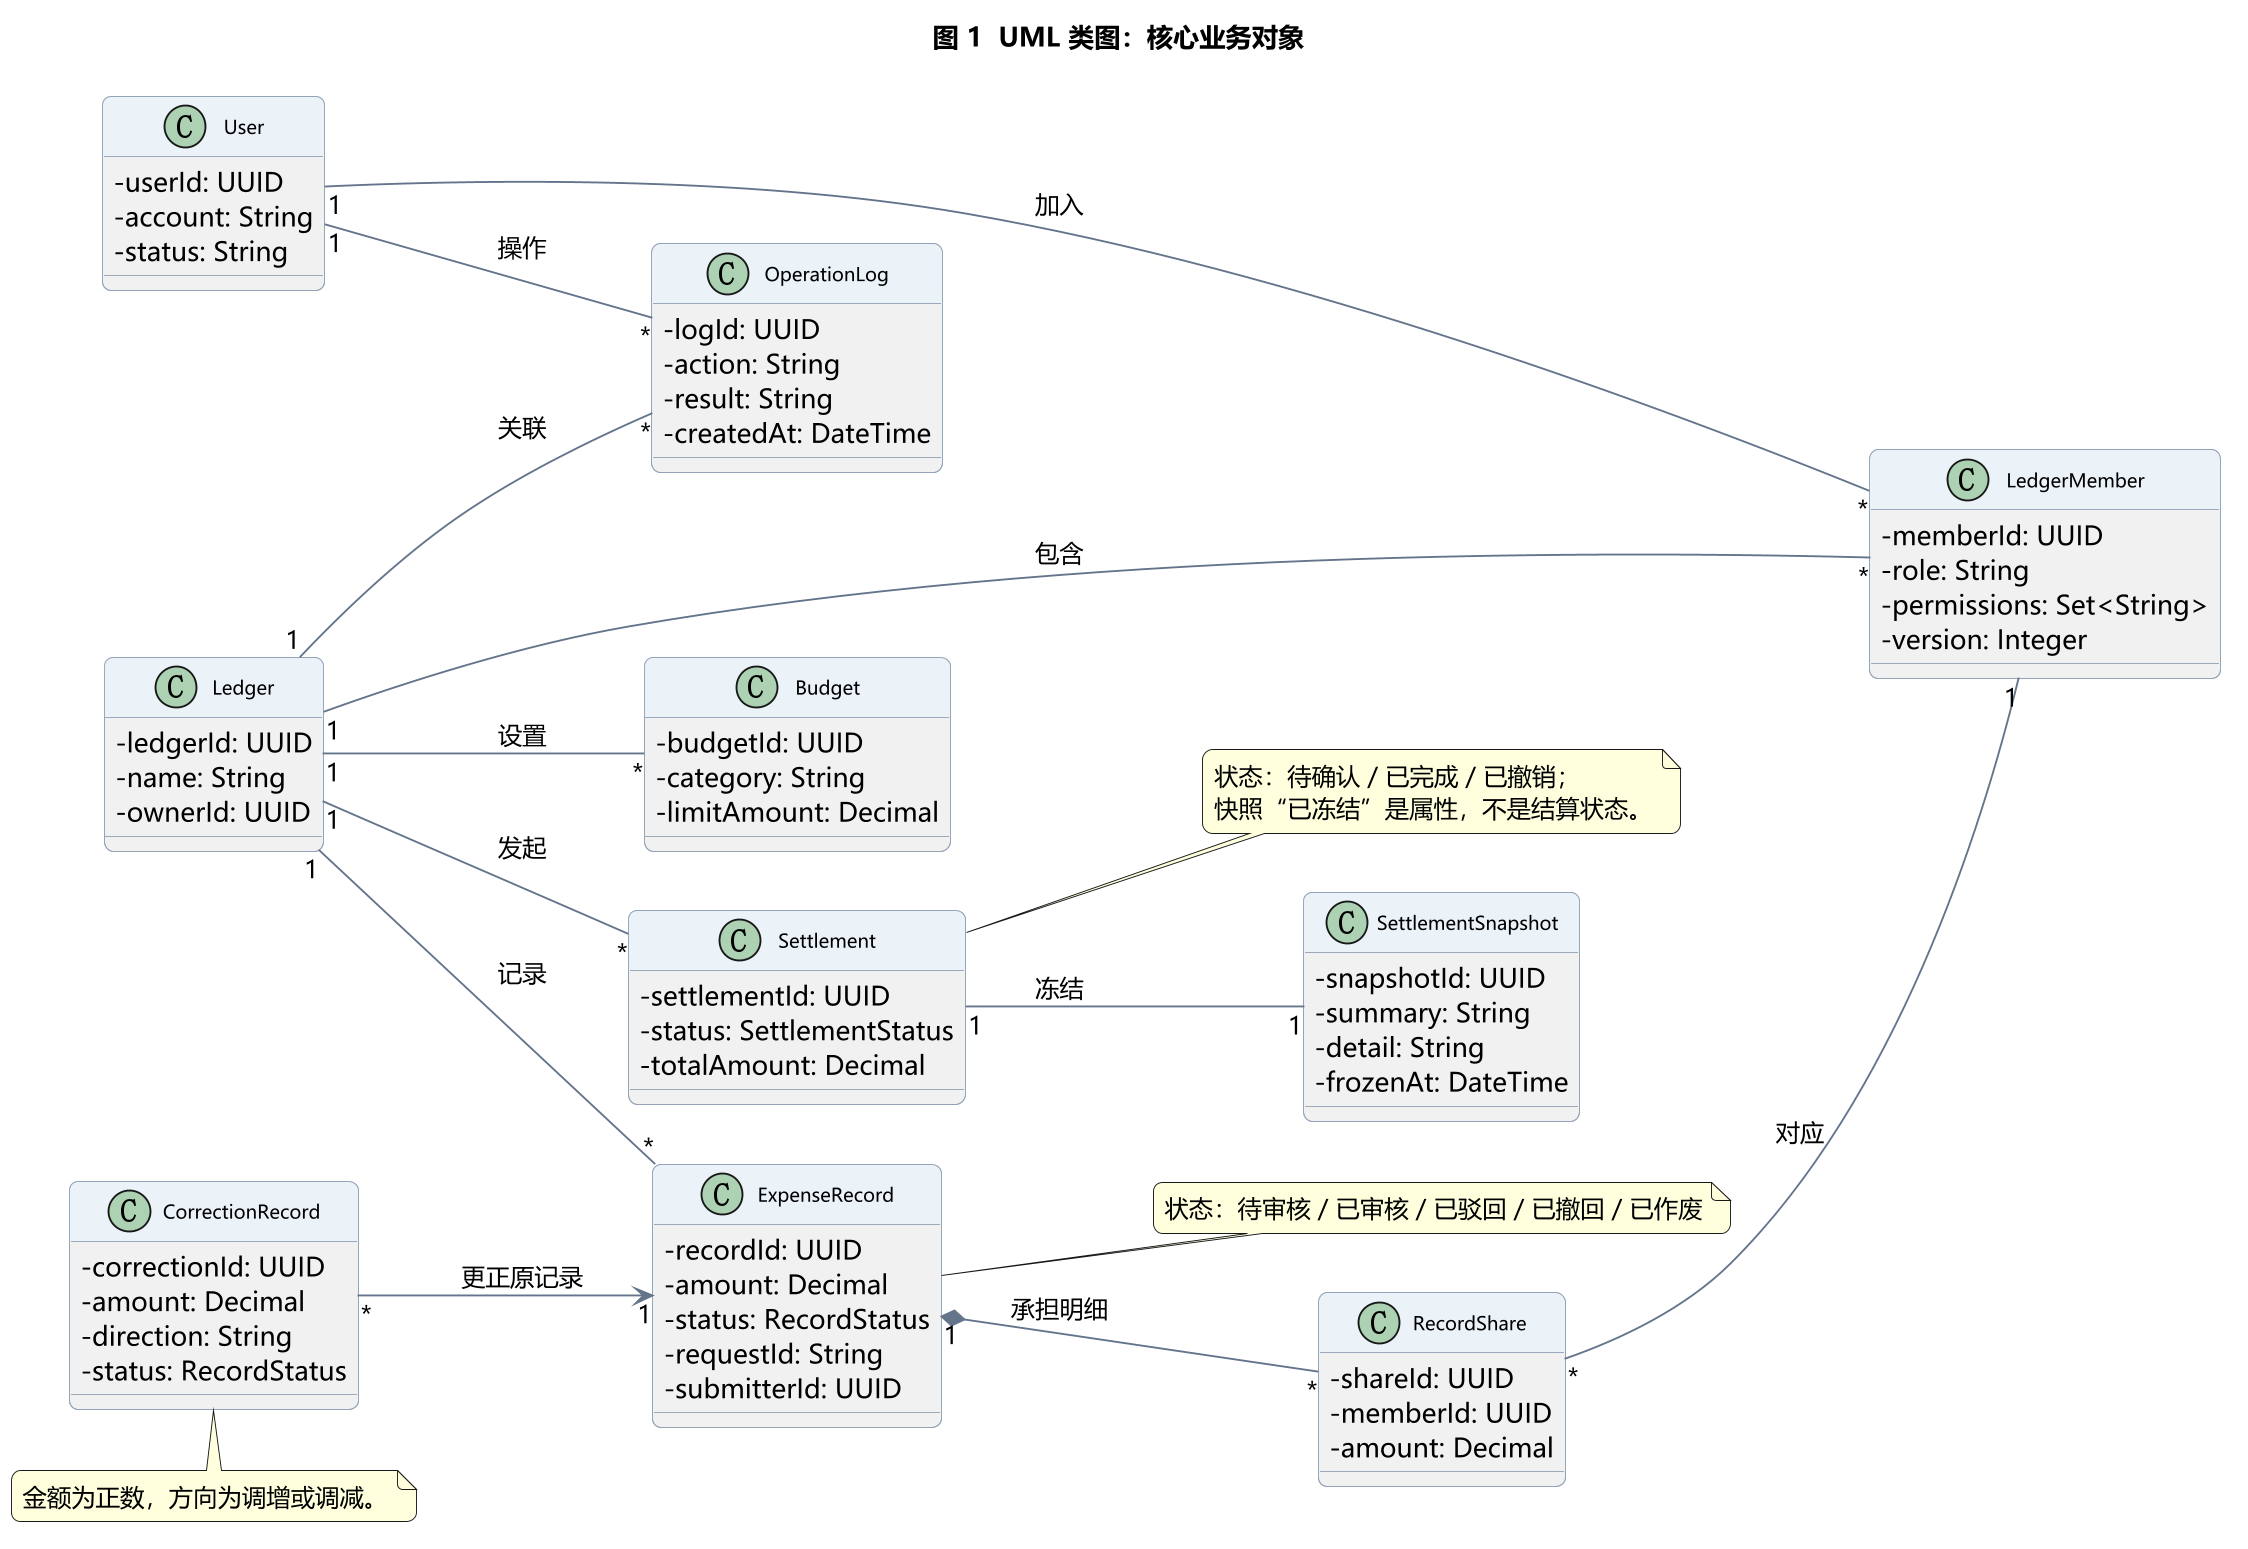 图 1 UML 类图：核心业务对象
C User
-userId: UUID
-account: String
-status: String
1
1
加入
操作
*
C OperationLog
-logId: UUID
-action: String
-result: String
-createdAt: DateTime
关联
*
1
包含
*
*
C LedgerMember
-memberId: UUID
-role: String
-permissions: Set<String>
-version: Integer
1
C Ledger
-ledgerId: UUID
-name: String
-ownerId: UUID
1
1
1
1
设置
*
C Budget
-budgetId: UUID
-category: String
-limitAmount: Decimal
状态：待确认 / 已完成 / 已撤销；
快照“已冻结”是属性，不是结算状态。
发起
*
记录
*
C Settlement
-settlementId: UUID
-status: SettlementStatus
-totalAmount: Decimal
1
冻结
1
C SettlementSnapshot
-snapshotId: UUID
-summary: String
-detail: String
-frozenAt: DateTime
对应
C CorrectionRecord
-correctionId: UUID
-amount: Decimal
-direction: String
-status: RecordStatus
*
更正原记录
1
C ExpenseRecord
-recordId: UUID
-amount: Decimal
-status: RecordStatus
-requestId: String
-submitterId: UUID
状态：待审核 / 已审核 / 已驳回 / 已撤回 / 已作废
1
承担明细
*
C RecordShare
-shareId: UUID
-memberId: UUID
-amount: Decimal
*
金额为正数，方向为调增或调减。